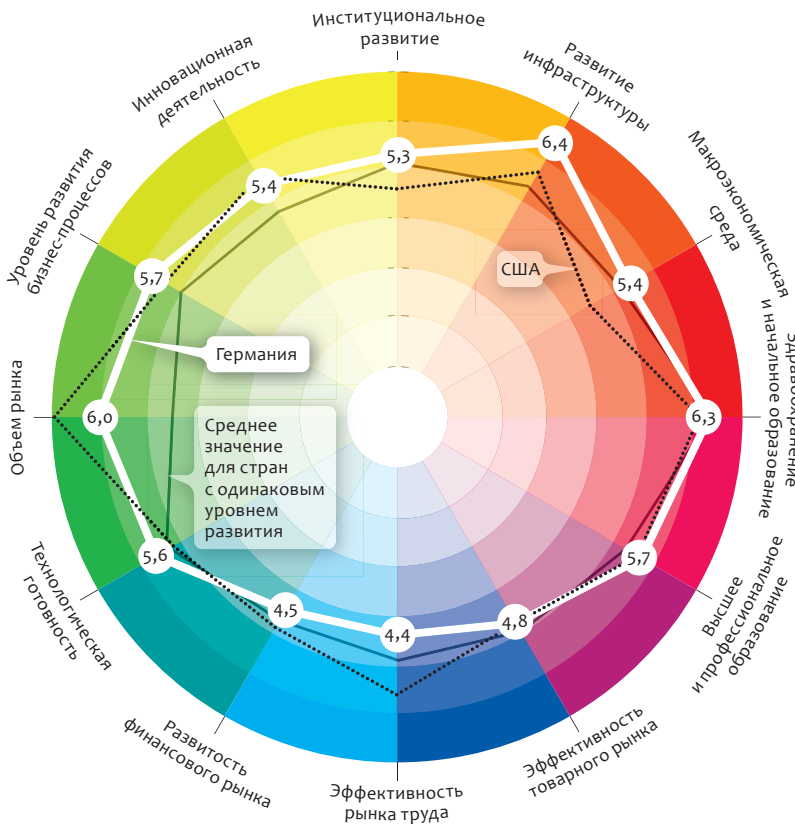 Институциональное
развитие
Развитие
инфраструктуры
Макроэкономическая
среда
Здравоохранение
и начальное образование
Высшее
и профессиональное
образование
Эффективность
товарного рынка
Эффективность
рынка труда
Развитость
финансового рынка
Технологическая
готовность
Объем рынка
Уровень развития
бизнес-процессов
Инновационная
деятельность
5,3
6,4
5,4
6,3
5,7
4,8
4,4
4,5
5,6
6,0
5,7
5,4
США
Германия
Среднее
значение
для стран
с одинаковым
уровнем
развития